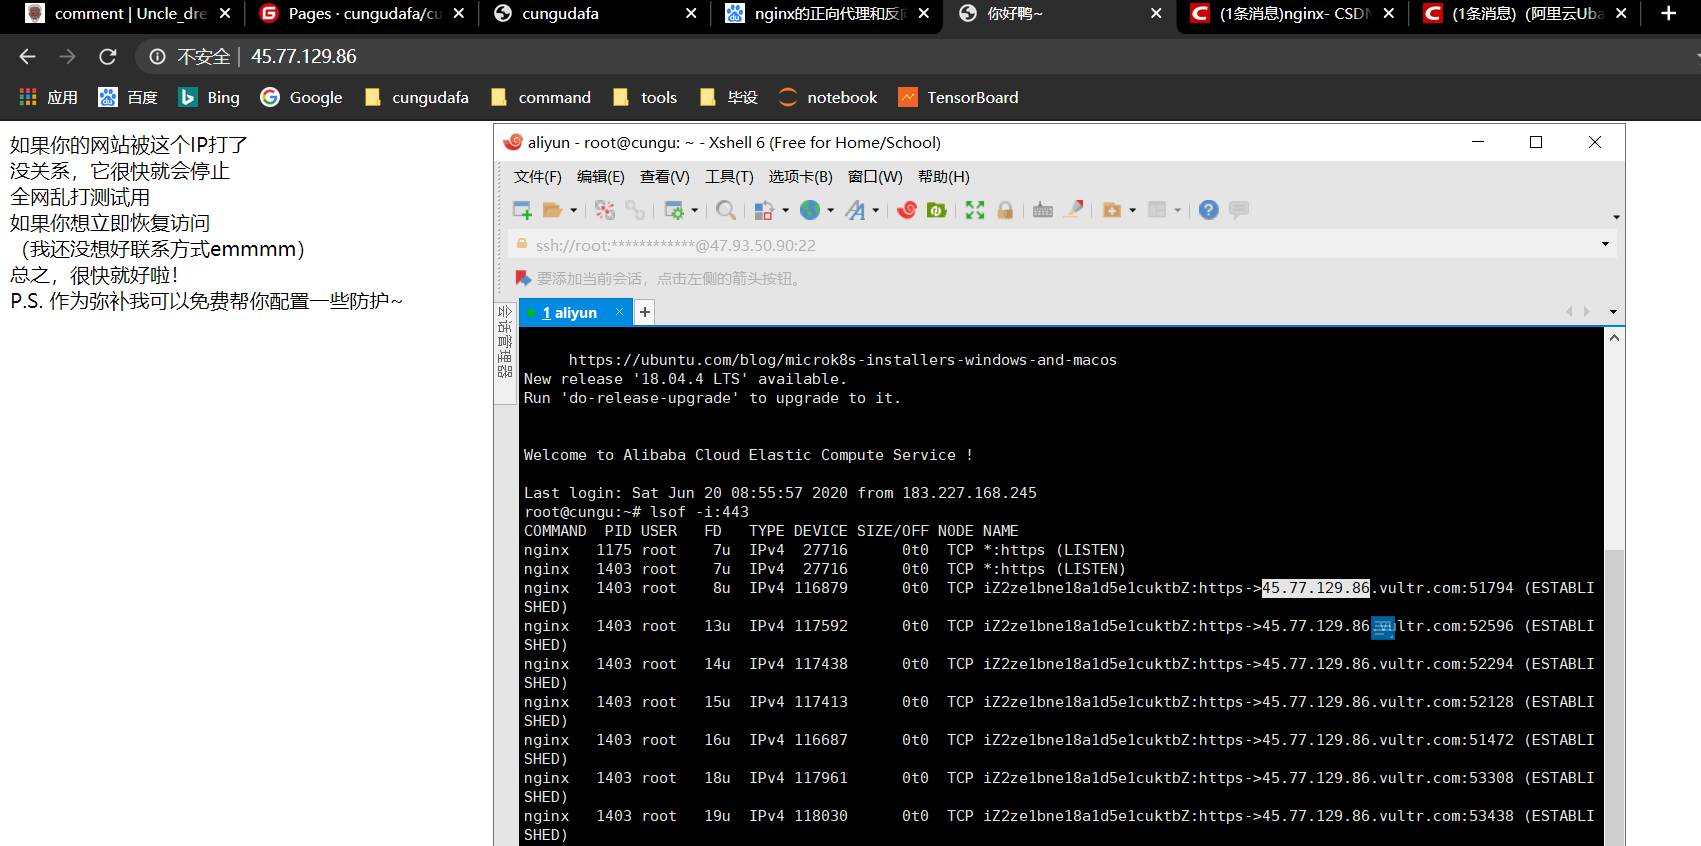 comment | Uncle_dre
Pages · cungudafa/cu
cungudafa
nginx的正向代理和反向
你好鸭~
(1条消息)nginx- CSDN
(1条消息)（阿里云Uba
不安全 45.77.129.86
应用 百度 Bing Google cungudafa command tools 毕设 notebook TensorBoard
如果你的网站被这个IP打了
没关系，它很快就会停止
全网乱打测试用
如果你想立即恢复访问
（我还没想好联系方式emmmm）
总之，很快就好啦！
P.S. 作为弥补我可以免费帮你配置一些防护~
aliyun - root@cungu: ~ - Xshell 6 (Free for Home/School)
文件(F) 编辑(E) 查看(V) 工具(T) 选项卡(B) 窗口(W) 帮助(H)
ssh://root:************@47.93.50.90:22
要添加当前会话，点击左侧的箭头按钮。
会话管理器
1 aliyun
https://ubuntu.com/blog/microk8s-installers-windows-and-macos
New release '18.04.4 LTS' available.
Run 'do-release-upgrade' to upgrade to it.
Welcome to Alibaba Cloud Elastic Compute Service !
Last login: Sat Jun 20 08:55:57 2020 from 183.227.168.245
root@cungu:~# lsof -i:443
COMMAND PID USER FD TYPE DEVICE SIZE/OFF NODE NAME
nginx 1175 root 7u IPv4 27716 0t0 TCP *:https (LISTEN)
nginx 1403 root 7u IPv4 27716 0t0 TCP *:https (LISTEN)
nginx 1403 root 8u IPv4 116879 0t0 TCP iZ2ze1bne18a1d5e1cuktbZ:https->45.77.129.86.vultr.com:51794 (ESTABLI
SHED)
nginx 1403 root 13u IPv4 117592 0t0 TCP iZ2ze1bne18a1d5e1cuktbZ:https->45.77.129.86.vultr.com:52596 (ESTABLI
SHED)
nginx 1403 root 14u IPv4 117438 0t0 TCP iZ2ze1bne18a1d5e1cuktbZ:https->45.77.129.86.vultr.com:52294 (ESTABLI
SHED)
nginx 1403 root 15u IPv4 117413 0t0 TCP iZ2ze1bne18a1d5e1cuktbZ:https->45.77.129.86.vultr.com:52128 (ESTABLI
SHED)
nginx 1403 root 16u IPv4 116687 0t0 TCP iZ2ze1bne18a1d5e1cuktbZ:https->45.77.129.86.vultr.com:51472 (ESTABLI
SHED)
nginx 1403 root 18u IPv4 117961 0t0 TCP iZ2ze1bne18a1d5e1cuktbZ:https->45.77.129.86.vultr.com:53308 (ESTABLI
SHED)
nginx 1403 root 19u IPv4 118030 0t0 TCP iZ2ze1bne18a1d5e1cuktbZ:https->45.77.129.86.vultr.com:53438 (ESTABLI
SHED)